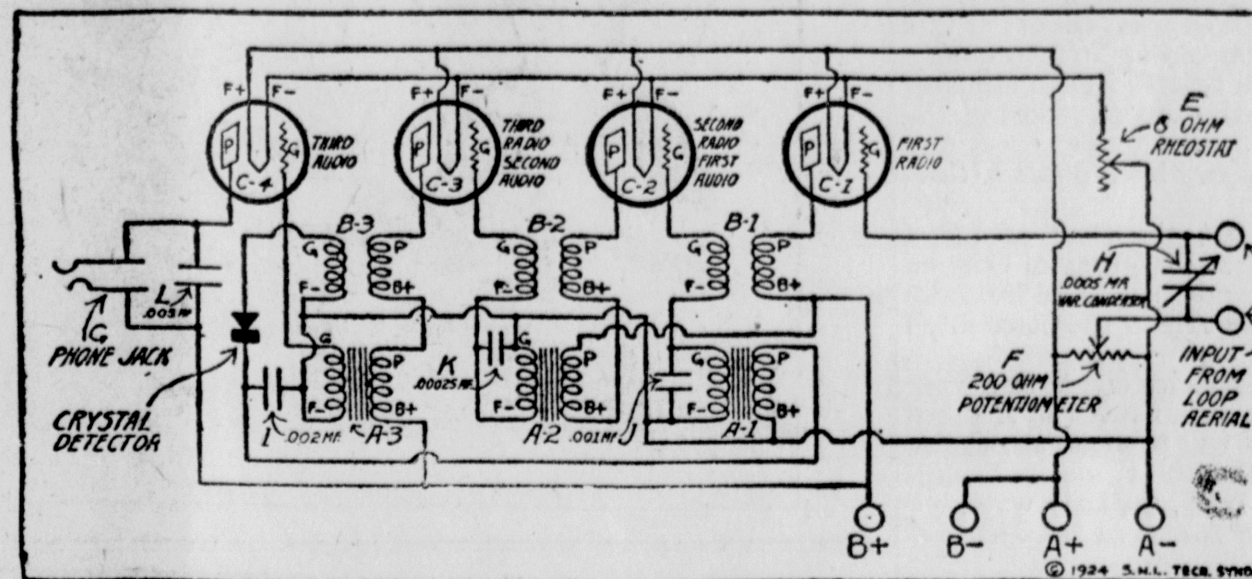 F+ F-
P
G
C-4
THIRD
AUDIO
F+ F-
P
G
C-3
THIRD
RADIO
SECOND
AUDIO
F+ F-
P
G
C-2
SECOND
RADIO
FIRST
AUDIO
F+ F-
P
G
C-1
FIRST
RADIO
E
6 OHM
RHEOSTAT
B-3
G
P
F-
B+
B-2
G
P
F-
B+
B-1
G
P
F-
B+
H
.0005 MF.
VAR. CONDENSER
L
G
PHONE JACK
CRYSTAL
DETECTOR
I .002 MF.
G
P
F-
B+
A-3
K
.00025 MF.
G
P
F-
B+
A-2
.001 MF. J
G
P
F-
B+
A-1
F
200 OHM
POTENTIOMETER
INPUT
FROM
LOOP
AERIAL
B+
B-
A+
A-
© 1924 S.N.L. TECH. SYND